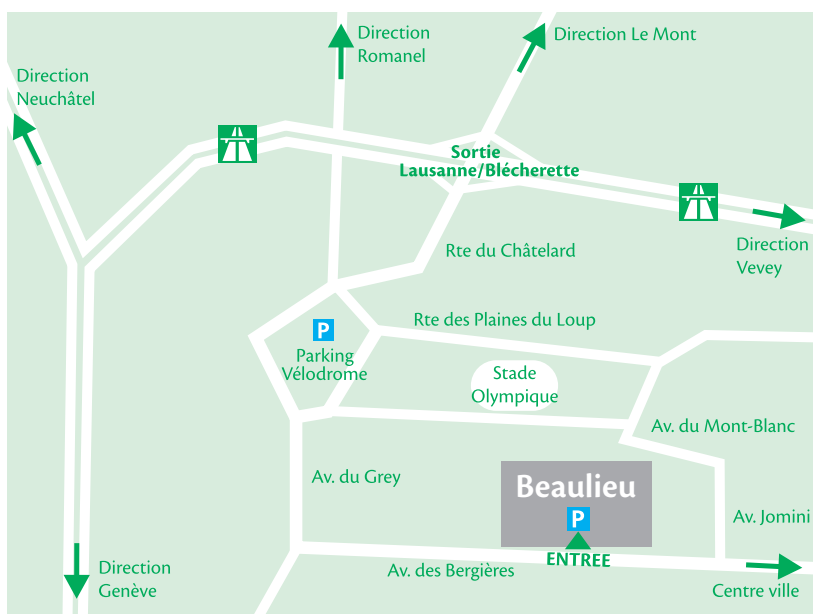 Direction
Romanel
Direction Le Mont
Direction
Neuchâtel
Sortie
Lausanne/Blécherette
Direction
Vevey
Rte du Châtelard
Rte des Plaines du Loup
P
Parking
Vélodrome
Stade
Olympique
Av. du Mont-Blanc
Av. du Grey
Beaulieu
P
Av. Jomini
ENTREE
Av. des Bergières
Direction
Genève
Centre ville